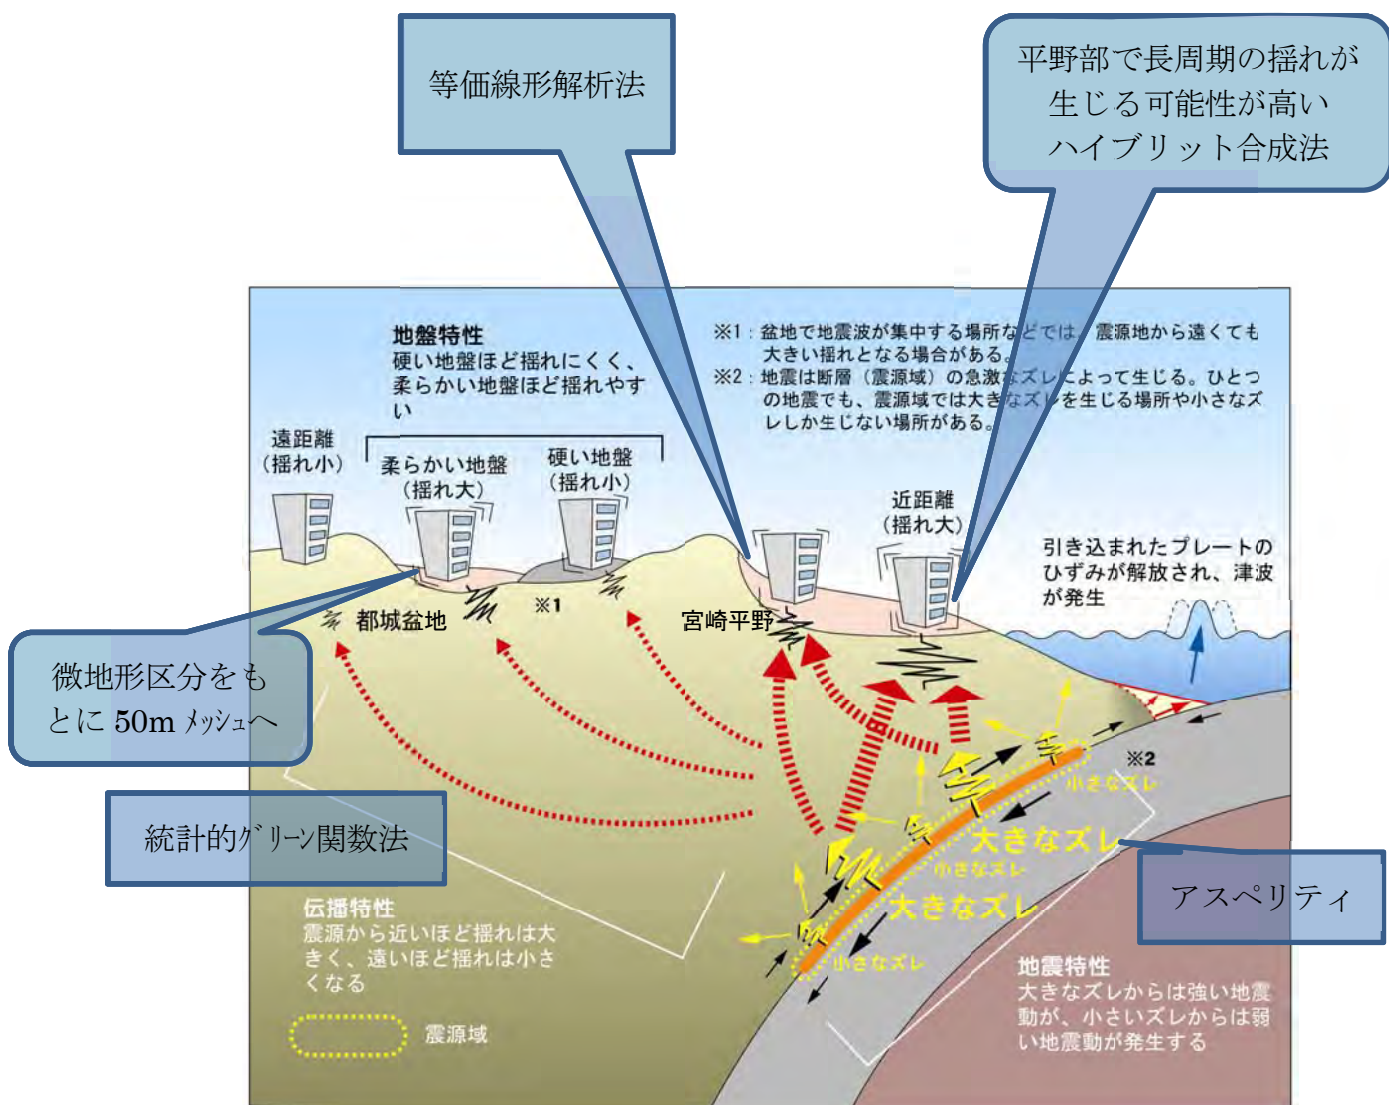 等価線形解析法
平野部で長周期の揺れが
生じる可能性が高い
ハイブリット合成法
地盤特性
硬い地盤ほど揺れにくく、
柔らかい地盤ほど揺れやす
い
※1：盆地で地震波が集中する場所などでは、震源地から遠くても
大きい揺れとなる場合がある。
※2：地震は断層（震源域）の急激なズレによって生じる。ひとつ
の地震でも、震源域では大きなズレを生じる場所や小さなズ
レしか生じない場所がある。
遠距離
（揺れ小）
柔らかい地盤
（揺れ大）
硬い地盤
（揺れ小）
近距離
（揺れ大）
引き込まれたプレートの
ひずみが解放され、津波
が発生
※1
都城盆地
宮崎平野
微地形区分をも
とに 50m メッシュへ
統計的グリーン関数法
※2
小さなズレ
大きなズレ
小さなズレ
大きなズレ
小さなズレ
アスペリティ
伝播特性
震源から近いほど揺れは大
きく、遠いほど揺れは小さ
くなる
震源域
地震特性
大きなズレからは強い地震
動が、小さいズレからは弱
い地震動が発生する